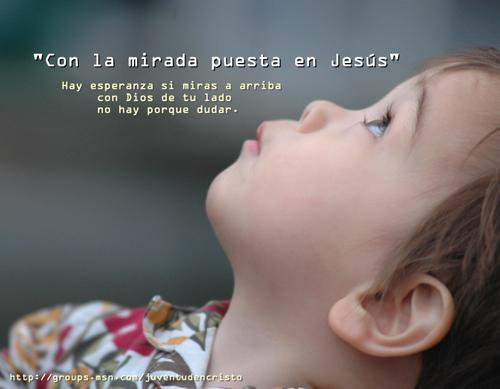 "Con la mirada puesta en Jesús"
Hay esperanza si miras a arriba
con Dios de tu lado
no hay porque dudar.
http://groups.msn.com/juventudencristo